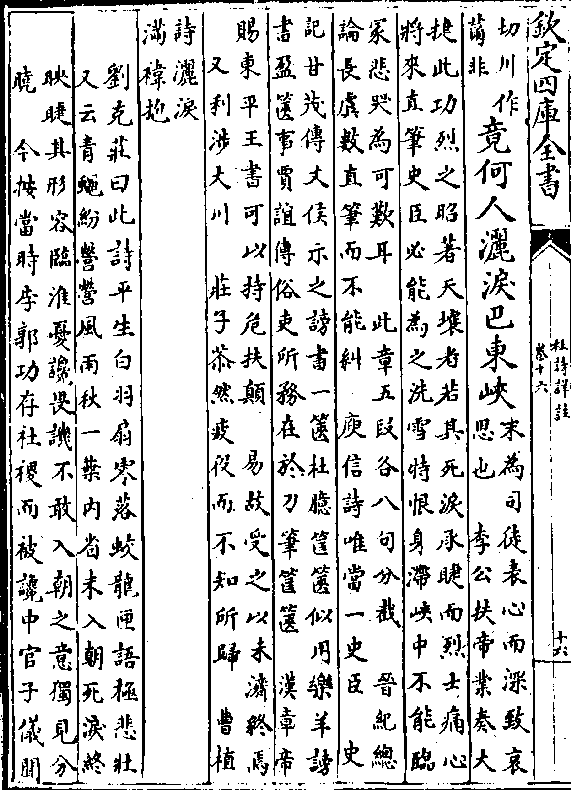 欽定四庫全書
杜詩詳註
卷十六
十六
切川作
茼非
竟何人灑淚巴東峽
末為司徒表心而深致哀
思也 李公扶帝業奏大
捷此功烈之昭著天壤者若其死淚承睫而烈士痛心
將來直筆史臣必能為之洗雪特恨身滯峽中不能臨
冢悲哭為可歎耳 此章五段各八句分截 晉紀總
論長虞數直筆而不能糾 庾信詩唯當一史臣 史
記甘茂傳文侯示之謗書一篋杜臆筐篋似用樂羊謗
書盈篋事賈誼傳俗吏所務在於刀筆筐篋 漢章帝
賜東平王書可以持危扶顛 易故受之以未濟終焉
又利涉大川 莊子苶然疲役而不知所歸 曹植
詩灑淚
滿褘抱
劉克莊曰此詩平生白羽扇零落蛟龍匣語極悲壯
又云青蠅紛營營風雨秋一葉内省未入朝死淚終
映睫其形容臨淮憂讒畏譏不敢入朝之意獨見分
曉 今按當時李郭功存社稷而被讒中官子儀聞